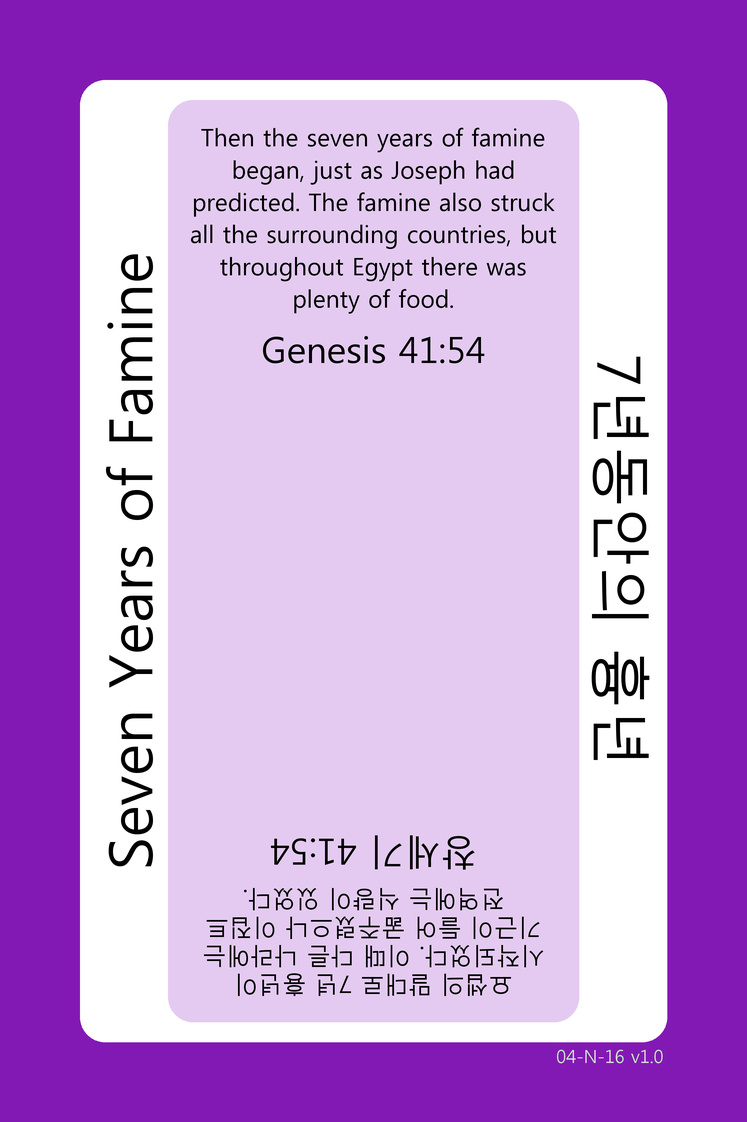 Then the seven years of famine
began, just as Joseph had
predicted. The famine also struck
all the surrounding countries, but
throughout Egypt there was
plenty of food.
Genesis 41:54
Seven Years of Famine
7년동안의 흉년
요셉의 말대로 7년 흉년이
시작되었다. 이때 다른 나라에는
기근이 들어 굶주렸으나 이집트
전역에는 식량이 있었다.
창세기 41:54
04-N-16 v1.0